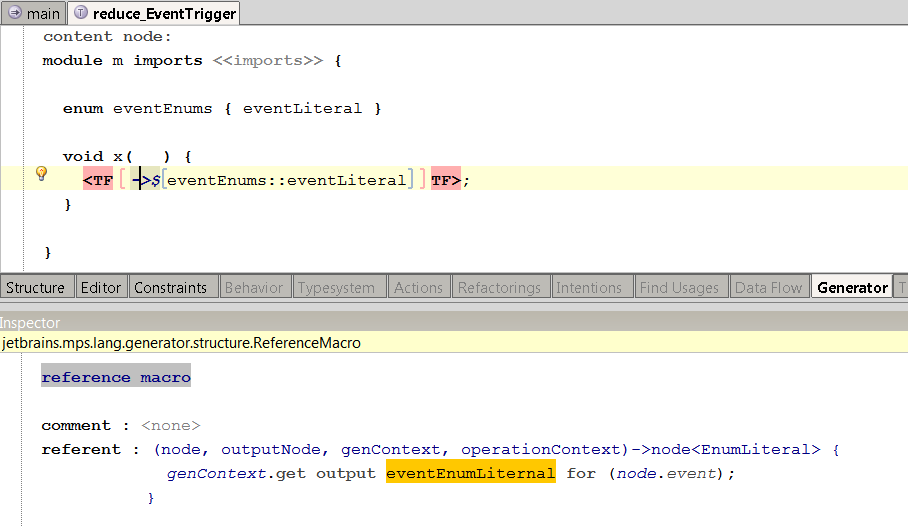 main reduce_EventTrigger
content node:
module m imports <<imports>> {
enum eventEnums { eventLiteral }
void x( ) {
<TF [ ->$[eventEnums::eventLiteral] ] TF>;
}
}
Structure Editor Constraints Behavior Typesystem Actions Refactorings Intentions Find Usages Data Flow Generator T
Inspector
jetbrains.mps.lang.generator.structure.ReferenceMacro
reference macro
comment : <none>
referent : (node, outputNode, genContext, operationContext)->node<EnumLiteral> {
genContext.get output eventEnumLiternal for (node.event);
}